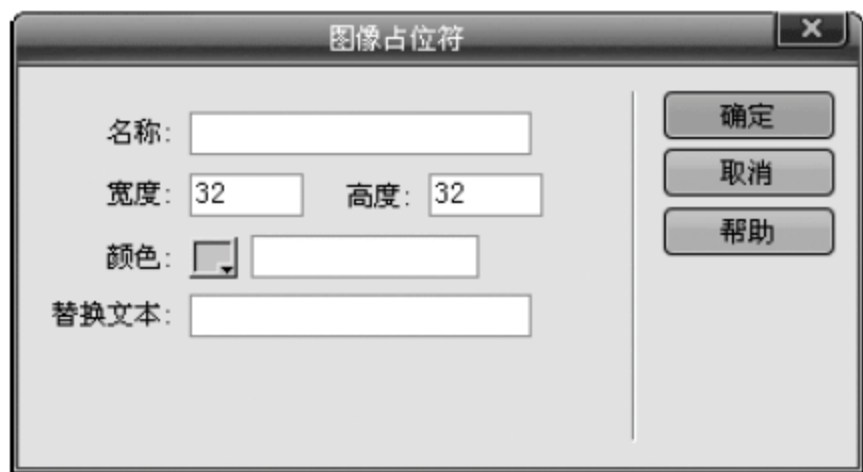 图像占位符
名称:
宽度: 32 高度: 32
颜色:
替换文本:
确定
取消
帮助